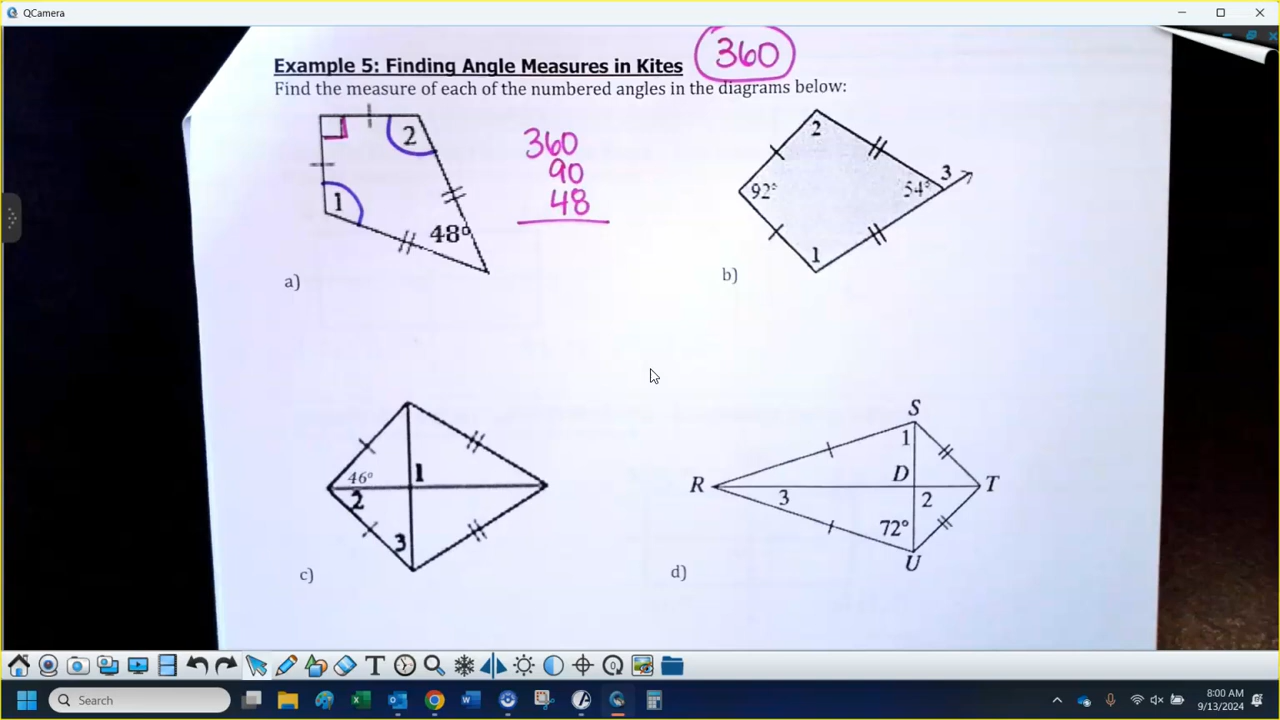 QCamera
Example 5: Finding Angle Measures in Kites
360
Find the measure of each of the numbered angles in the diagrams below:
2
1
48°
a)
360
90
48
2
92°
54°
3
1
b)
46°
1
2
3
c)
S
1
R
D
T
3
2
72°
U
d)
Search
8:00 AM
9/13/2024